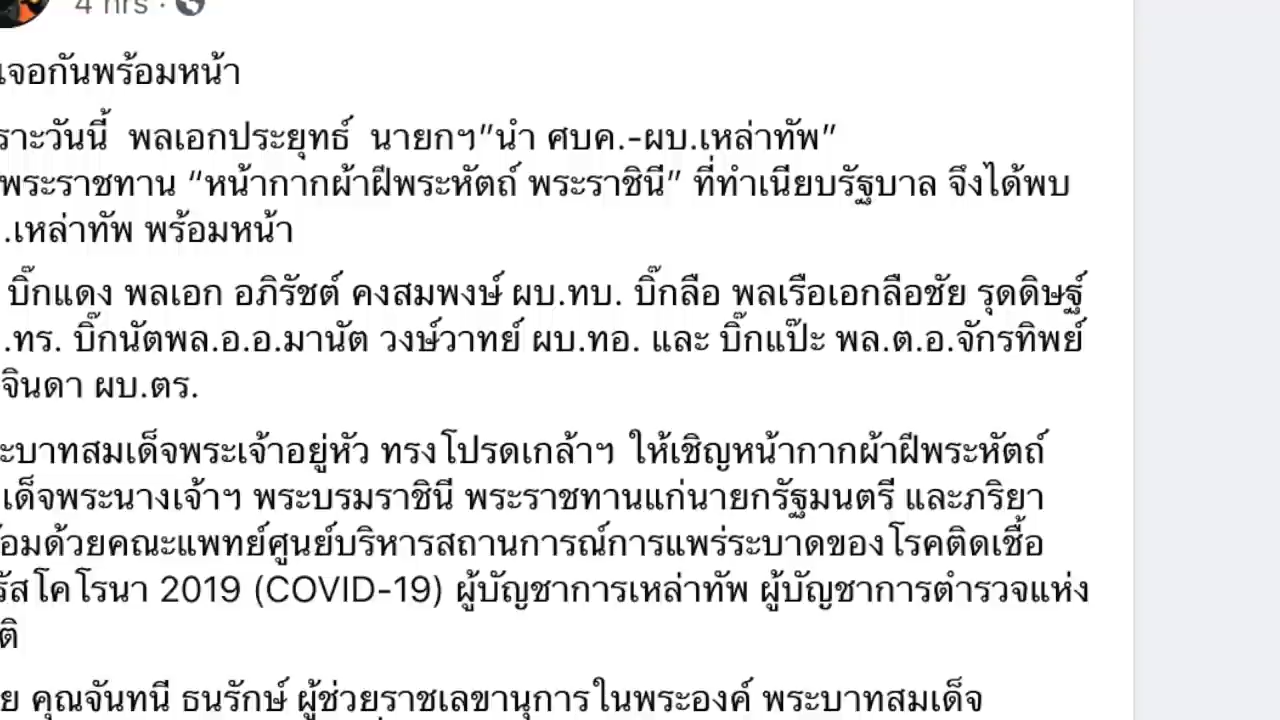 4 hrs ·
เจอกันพร้อมหน้า
ราะวันนี้ พลเอกประยุทธ์ นายกฯ"นำ ศบค.-ผบ.เหล่าทัพ"
พระราชทาน "หน้ากากผ้าฝีพระหัตถ์ พระราชินี" ที่ทำเนียบรัฐบาล จึงได้พบ
.เหล่าทัพ พร้อมหน้า
บิ๊กแดง พลเอก อภิรัชต์ คงสมพงษ์ ผบ.ทบ. บิ๊กลือ พลเรือเอกลือชัย รุดดิษฐ์
.ทร. บิ๊กนัตพล.อ.อ.มานัต วงษ์วาทย์ ผบ.ทอ. และ บิ๊กแป๊ะ พล.ต.อ.จักรทิพย์
จินดา ผบ.ตร.
ะบาทสมเด็จพระเจ้าอยู่หัว ทรงโปรดเกล้าฯ ให้เชิญหน้ากากผ้าฝีพระหัตถ์
เด็จพระนางเจ้าฯ พระบรมราชินี พระราชทานแก่นายกรัฐมนตรี และภริยา
้อมด้วยคณะแพทย์ศูนย์บริหารสถานการณ์การแพร่ระบาดของโรคติดเชื้อ
รัสโคโรนา 2019 (COVID-19) ผู้บัญชาการเหล่าทัพ ผู้บัญชาการตำรวจแห่ง
ติ
ย คุณจันทนี ธนรักษ์ ผู้ช่วยราชเลขานุการในพระองค์ พระบาทสมเด็จ